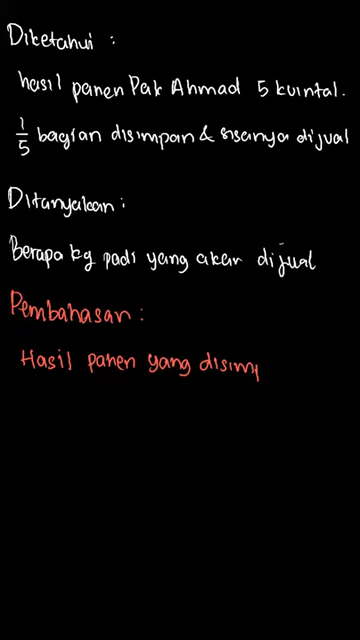 Diketahui :
hasil panen Pak Ahmad 5 kuintal.
1/5 bagian disimpan & sisanya dijual
Ditanyakan :
Berapa kg padi yang akan dijual
Pembahasan :
Hasil panen yang disimp